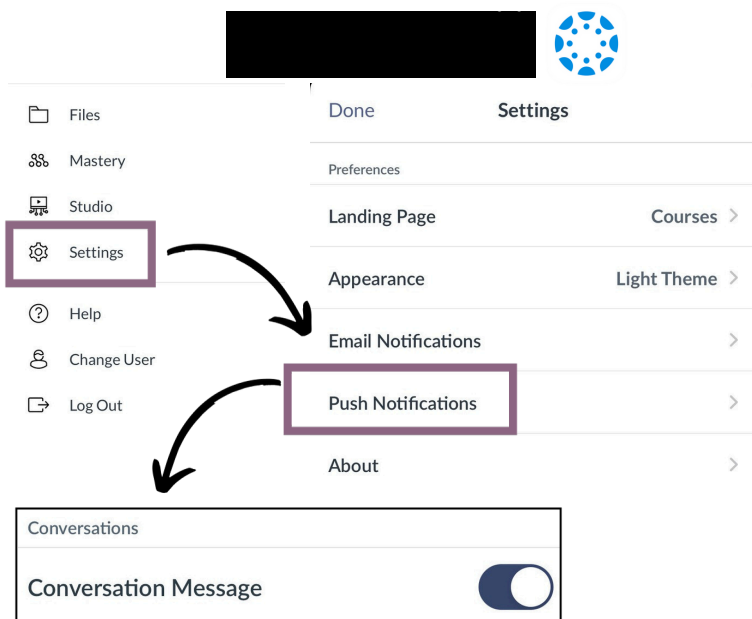 Files
Mastery
Studio
Settings
Help
Change User
Log Out
Done Settings
Preferences
Landing Page Courses
Appearance Light Theme
Email Notifications
Push Notifications
About
Conversations
Conversation Message